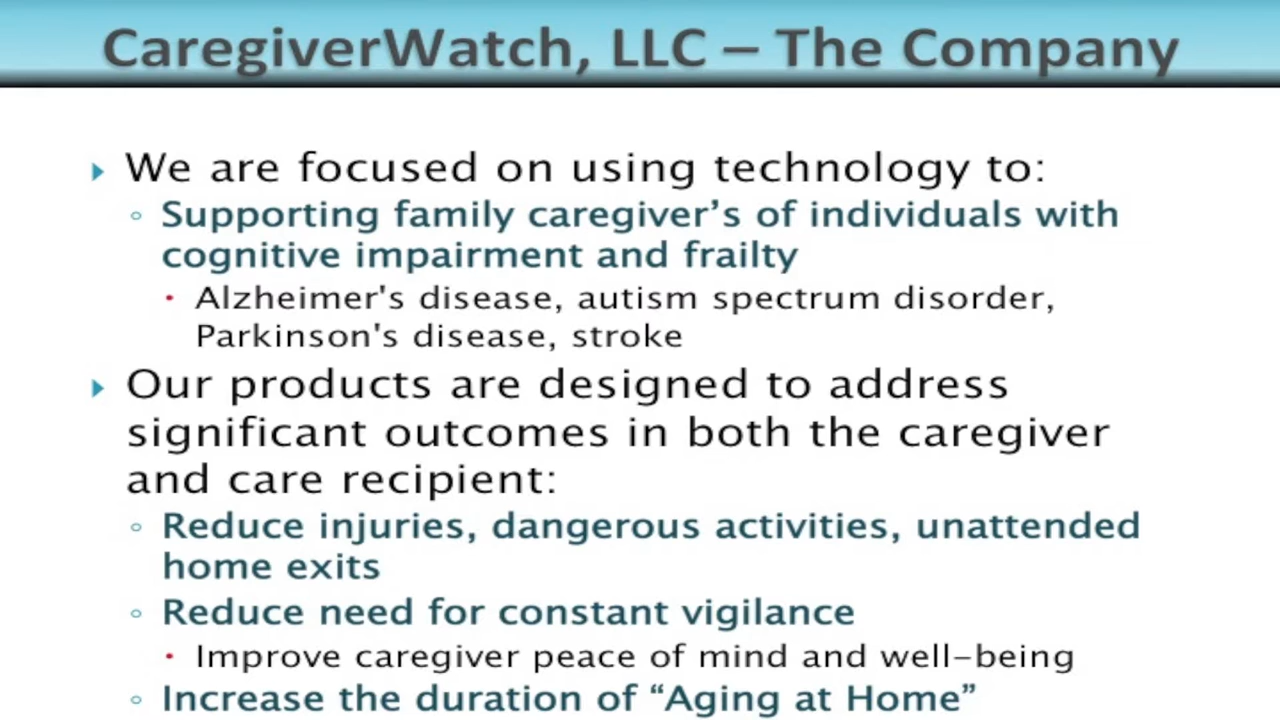 CaregiverWatch, LLC – The Company
We are focused on using technology to:
Supporting family caregiver’s of individuals with
cognitive impairment and frailty
Alzheimer's disease, autism spectrum disorder,
Parkinson's disease, stroke
Our products are designed to address
significant outcomes in both the caregiver
and care recipient:
Reduce injuries, dangerous activities, unattended
home exits
Reduce need for constant vigilance
Improve caregiver peace of mind and well–being
Increase the duration of “Aging at Home”